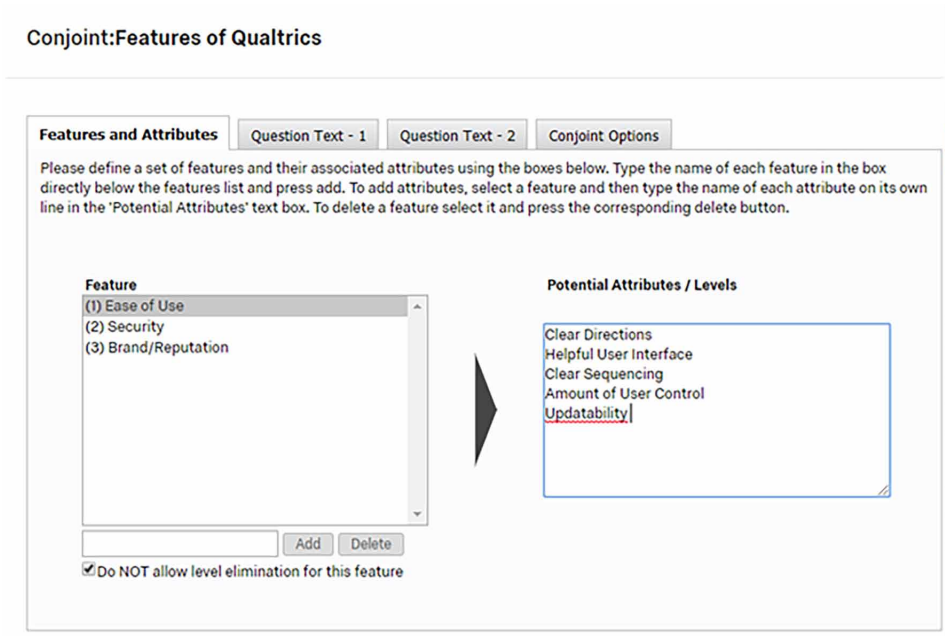 Conjoint:Features of Qualtrics
Features and Attributes
Question Text - 1
Question Text - 2
Conjoint Options
Please define a set of features and their associated attributes using the boxes below. Type the name of each feature in the box
directly below the features list and press add. To add attributes, select a feature and then type the name of each attribute on its own
line in the 'Potential Attributes' text box. To delete a feature select it and press the corresponding delete button.
Feature
(1) Ease of Use
(2) Security
(3) Brand/Reputation
Add
Delete
Do NOT allow level elimination for this feature
Potential Attributes / Levels
Clear Directions
Helpful User Interface
Clear Sequencing
Amount of User Control
Updatability